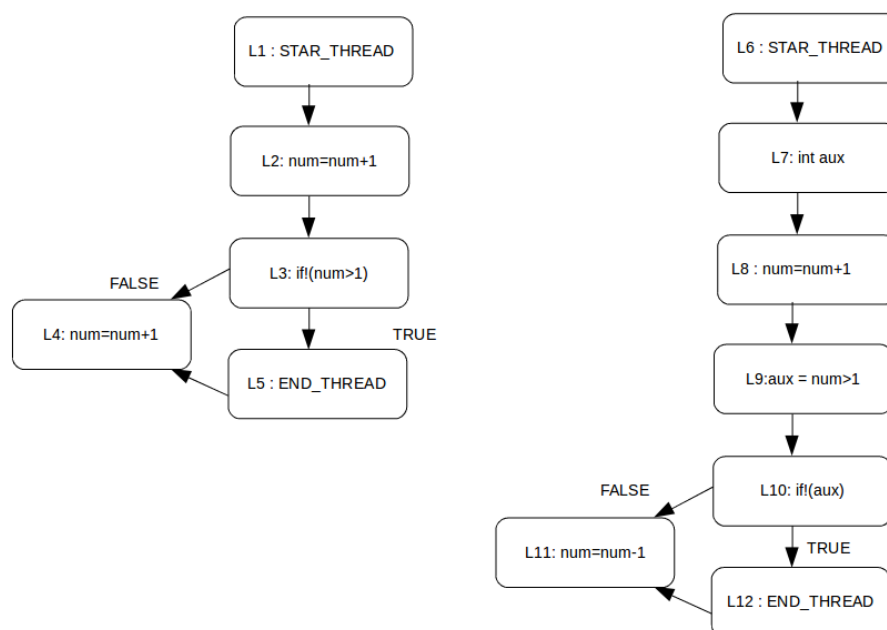 L1 : STAR_THREAD
L2: num=num+1
L3: if!(num>1)
FALSE
L4: num=num+1
TRUE
L5 : END_THREAD
L6 : STAR_THREAD
L7: int aux
L8 : num=num+1
L9:aux = num>1
L10: if!(aux)
FALSE
L11: num=num-1
TRUE
L12 : END_THREAD